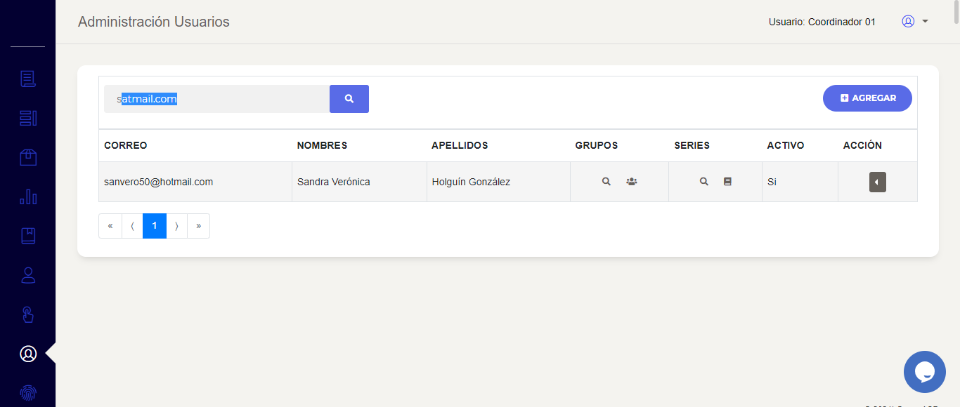 Administración Usuarios
Usuario: Coordinador 01
satmail.com
AGREGAR
CORREO NOMBRES APELLIDOS GRUPOS SERIES ACTIVO ACCIÓN
sanvero50@hotmail.com Sandra Verónica Holguín González Si
« ⟨ 1 ⟩ »